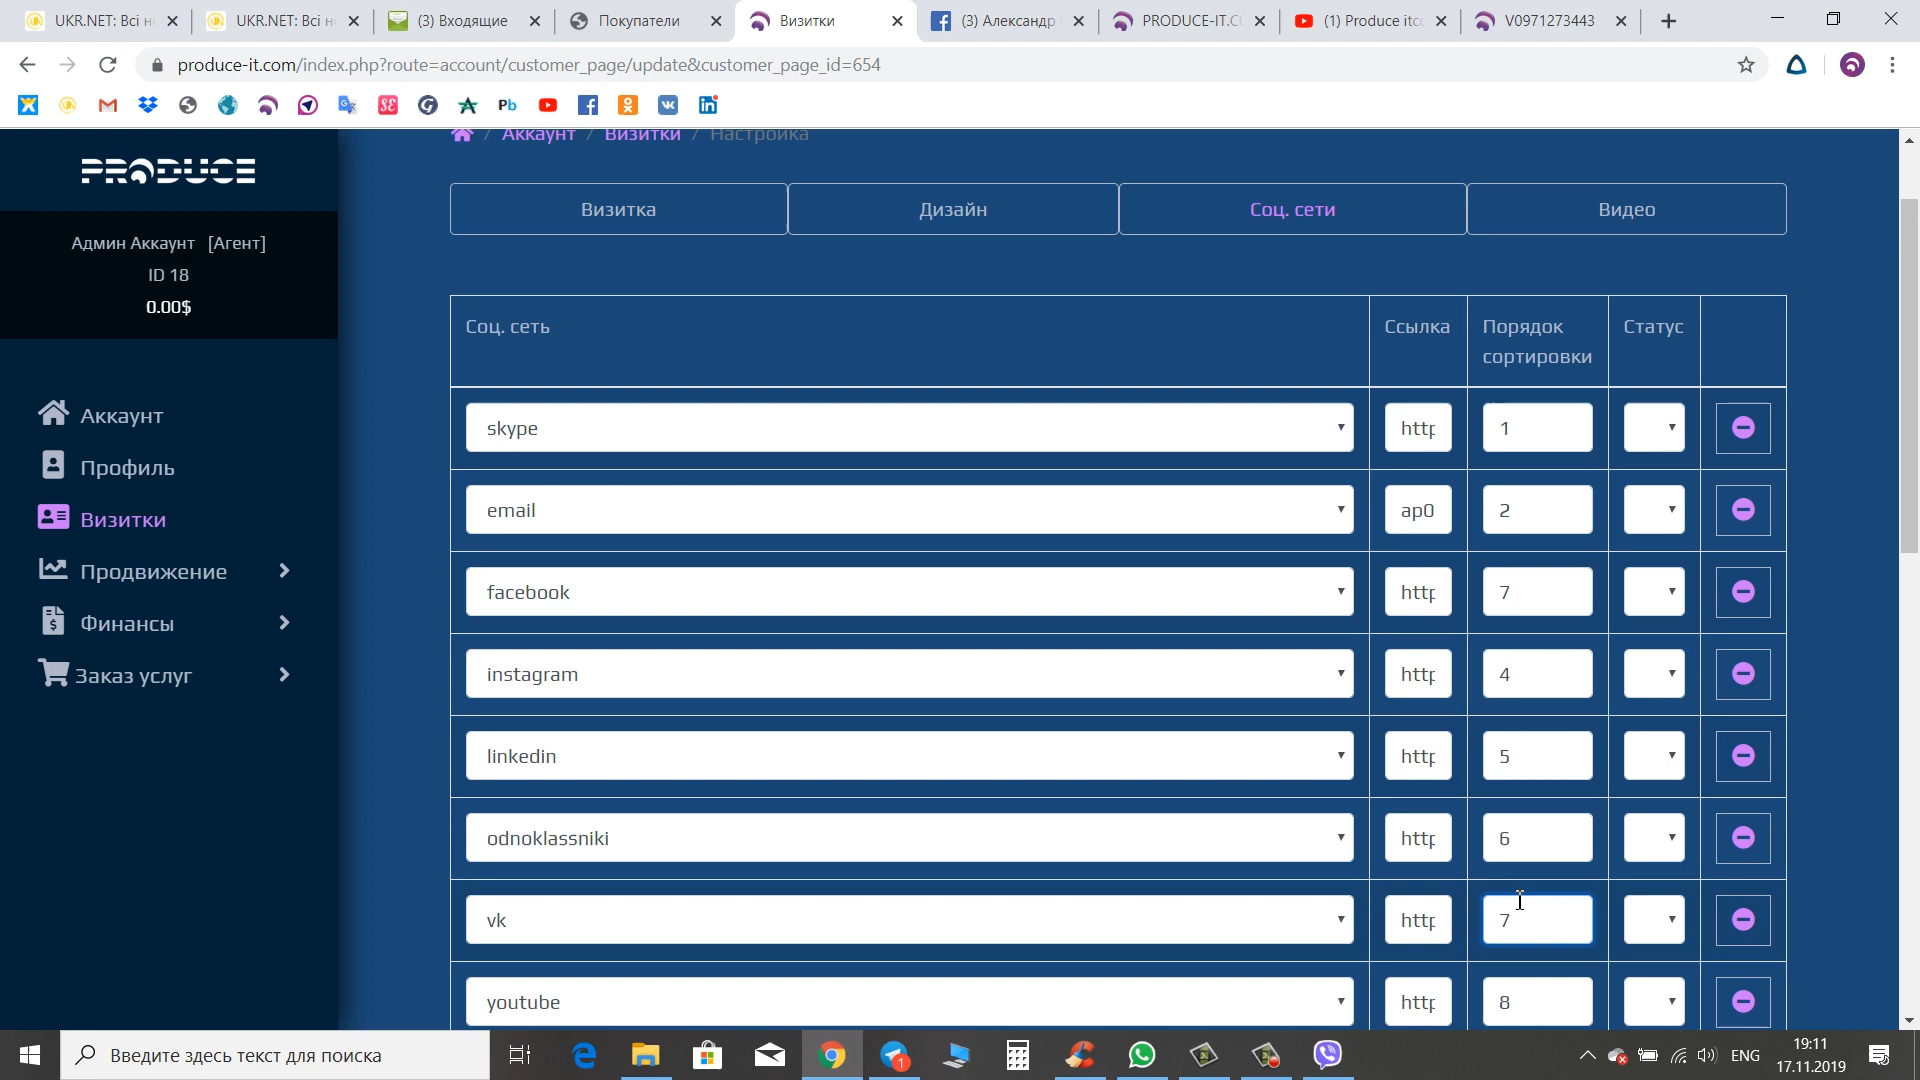 UKR.NET: Всі н
UKR.NET: Всі н
(3) Входящие
Покупатели
Визитки
(3) Александр
PRODUCE-IT.C
(1) Produce itc
V0971273443
produce-it.com/index.php?route=account/customer_page/update&customer_page_id=654
Pb
PRODUCE
Админ Аккаунт [Агент]
ID 18
0.00$
Аккаунт
Профиль
Визитки
Продвижение
Финансы
Заказ услуг
/ Аккаунт / Визитки / Настройка
Визитка
Дизайн
Соц. сети
Видео
Соц. сеть
Ссылка
Порядок
сортировки
Статус
skype
http
1
email
ap0
2
facebook
http
7
instagram
http
4
linkedin
http
5
odnoklassniki
http
6
vk
http
7
youtube
http
8
Введите здесь текст для поиска
1
ENG
19:11
17.11.2019